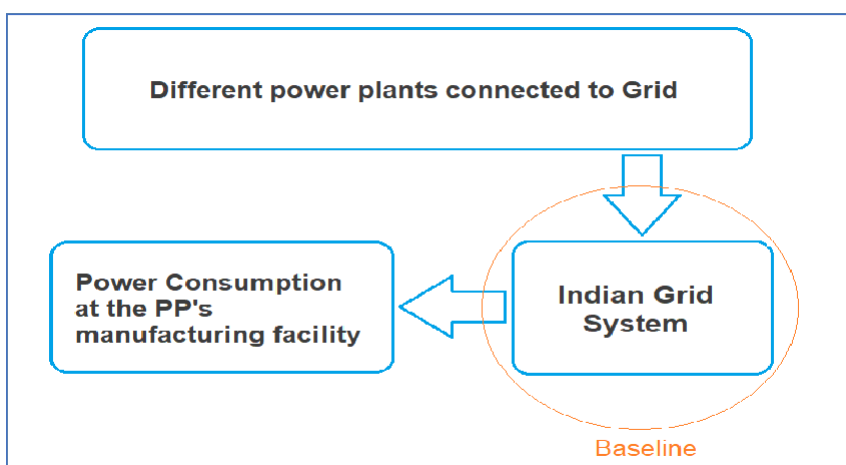 Different power plants connected to Grid
Power Consumption
at the PP's
manufacturing facility
Indian Grid
System
Baseline